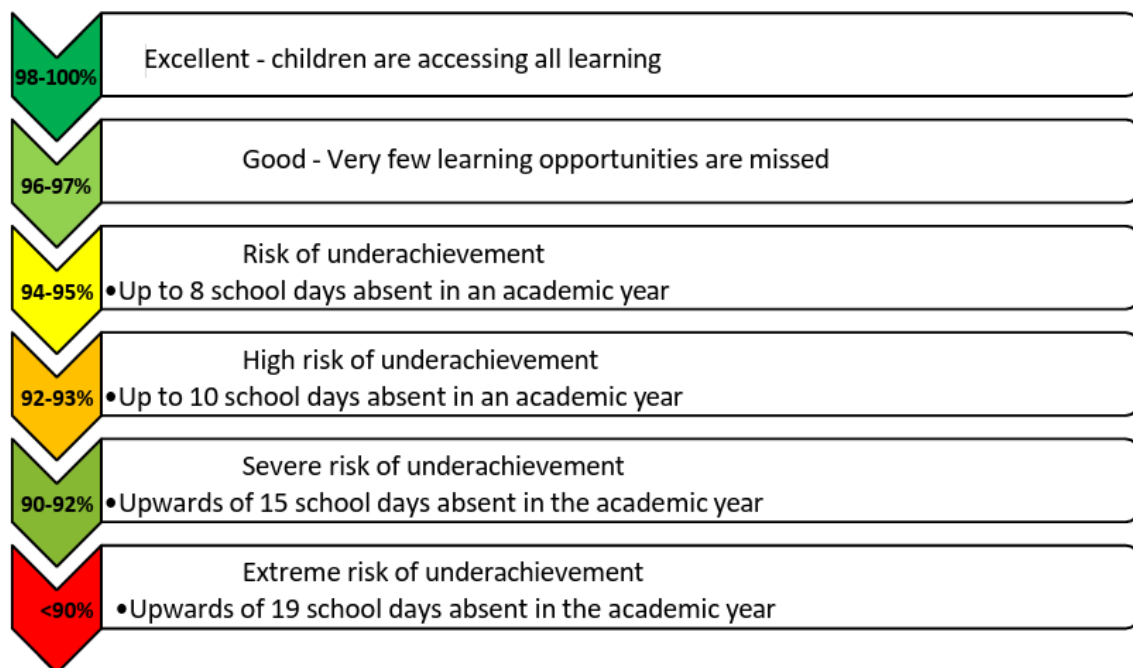 98-100%
Excellent - children are accessing all learning
96-97%
Good - Very few learning opportunities are missed
94-95%
Risk of underachievement
•Up to 8 school days absent in an academic year
92-93%
High risk of underachievement
•Up to 10 school days absent in an academic year
90-92%
Severe risk of underachievement
•Upwards of 15 school days absent in the academic year
<90%
Extreme risk of underachievement
•Upwards of 19 school days absent in the academic year